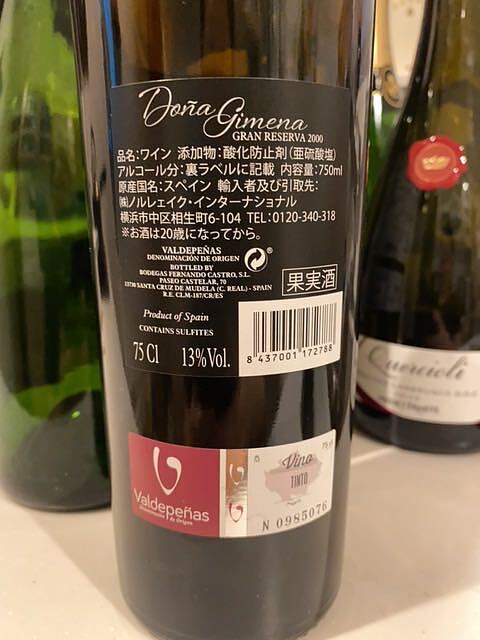 Doña Gimena
GRAN RESERVA 2000
品名:ワイン 添加物:酸化防止剤(亜硫酸塩)
アルコール分:裏ラベルに記載 内容量:750ml
原産国名:スペイン 輸入者及び引取先:
㈱ノルレェイク・インターナショナル
横浜市中区相生町6-104 TEL:0120-340-318
※お酒は20歳になってから。
VALDEPEÑAS
DENOMINACIÓN DE ORIGEN
BOTTLED BY
BODEGAS FERNANDO CASTRO, S.L.
PASEO CASTELAR, 70
13730 SANTA CRUZ DE MUDELA (C. REAL) - SPAIN
R.E. CLM-187/CR/ES
果実酒
Product of Spain
CONTAINS SULFITES
75 Cl 13% Vol.
8 437001 172788
Valdepeñas
Denominación de Origen
Vino
TINTO
N 0985076
Quercioli